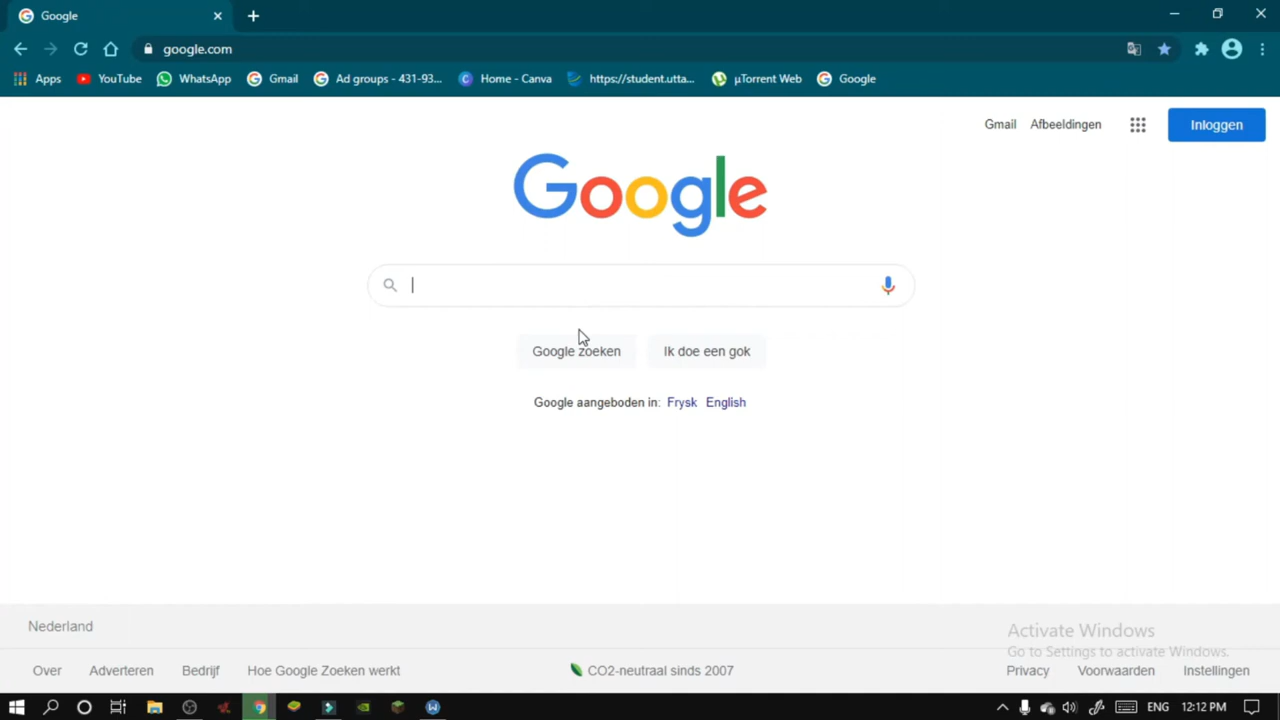 Google
google.com
Apps YouTube WhatsApp Gmail Ad groups - 431-93... Home - Canva https://student.utta... µTorrent Web Google
Gmail Afbeeldingen Inloggen
Google
Google zoeken Ik doe een gok
Google aangeboden in: Frysk English
Nederland
Activate Windows
Go to Settings to activate Windows.
Over Adverteren Bedrijf Hoe Google Zoeken werkt CO2-neutraal sinds 2007 Privacy Voorwaarden Instellingen
ENG 12:12 PM